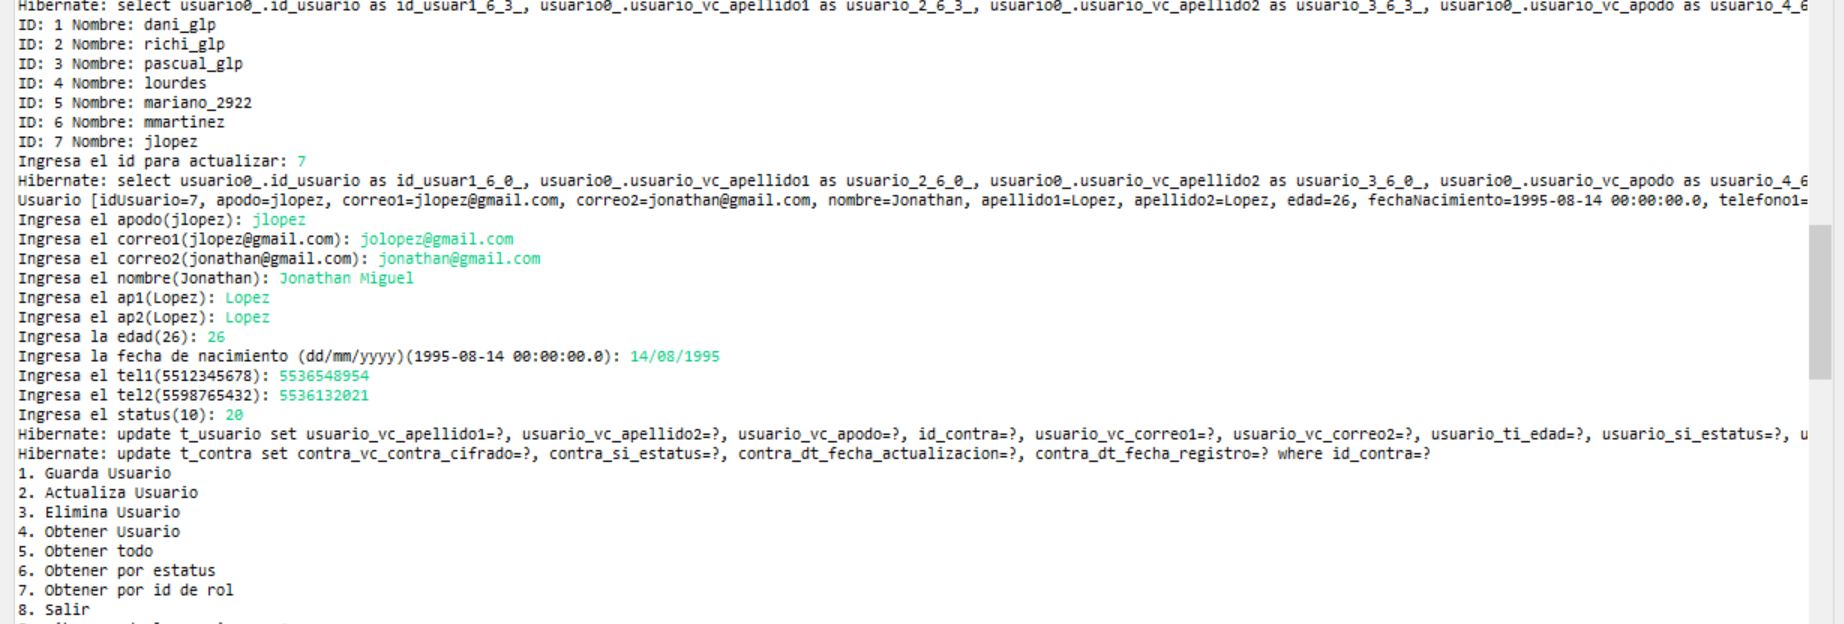 Hibernate: select usuario0_.id_usuario as id_usuar1_6_3_, usuario0_.usuario_vc_apellido1 as usuario_2_6_3_, usuario0_.usuario_vc_apellido2 as usuario_3_6_3_, usuario0_.usuario_vc_apodo as usuario_4_6
ID: 1 Nombre: dani_glp
ID: 2 Nombre: richi_glp
ID: 3 Nombre: pascual_glp
ID: 4 Nombre: lourdes
ID: 5 Nombre: mariano_2922
ID: 6 Nombre: mmartinez
ID: 7 Nombre: jlopez
Ingresa el id para actualizar: 7
Hibernate: select usuario0_.id_usuario as id_usuar1_6_0_, usuario0_.usuario_vc_apellido1 as usuario_2_6_0_, usuario0_.usuario_vc_apellido2 as usuario_3_6_0_, usuario0_.usuario_vc_apodo as usuario_4_6
Usuario [idUsuario=7, apodo=jlopez, correo1=jlopez@gmail.com, correo2=jonathan@gmail.com, nombre=Jonathan, apellido1=Lopez, apellido2=Lopez, edad=26, fechaNacimiento=1995-08-14 00:00:00.0, telefono1=
Ingresa el apodo(jlopez): jlopez
Ingresa el correo1(jlopez@gmail.com): jolopez@gmail.com
Ingresa el correo2(jonathan@gmail.com): jonathan@gmail.com
Ingresa el nombre(Jonathan): Jonathan Miguel
Ingresa el ap1(Lopez): Lopez
Ingresa el ap2(Lopez): Lopez
Ingresa la edad(26): 26
Ingresa la fecha de nacimiento (dd/mm/yyyy)(1995-08-14 00:00:00.0): 14/08/1995
Ingresa el tel1(5512345678): 5536548954
Ingresa el tel2(5598765432): 5536132021
Ingresa el status(10): 20
Hibernate: update t_usuario set usuario_vc_apellido1=?, usuario_vc_apellido2=?, usuario_vc_apodo=?, id_contra=?, usuario_vc_correo1=?, usuario_vc_correo2=?, usuario_ti_edad=?, usuario_si_estatus=?, u
Hibernate: update t_contra set contra_vc_contra_cifrado=?, contra_si_estatus=?, contra_dt_fecha_actualizacion=?, contra_dt_fecha_registro=? where id_contra=?
1. Guarda Usuario
2. Actualiza Usuario
3. Elimina Usuario
4. Obtener Usuario
5. Obtener todo
6. Obtener por estatus
7. Obtener por id de rol
8. Salir